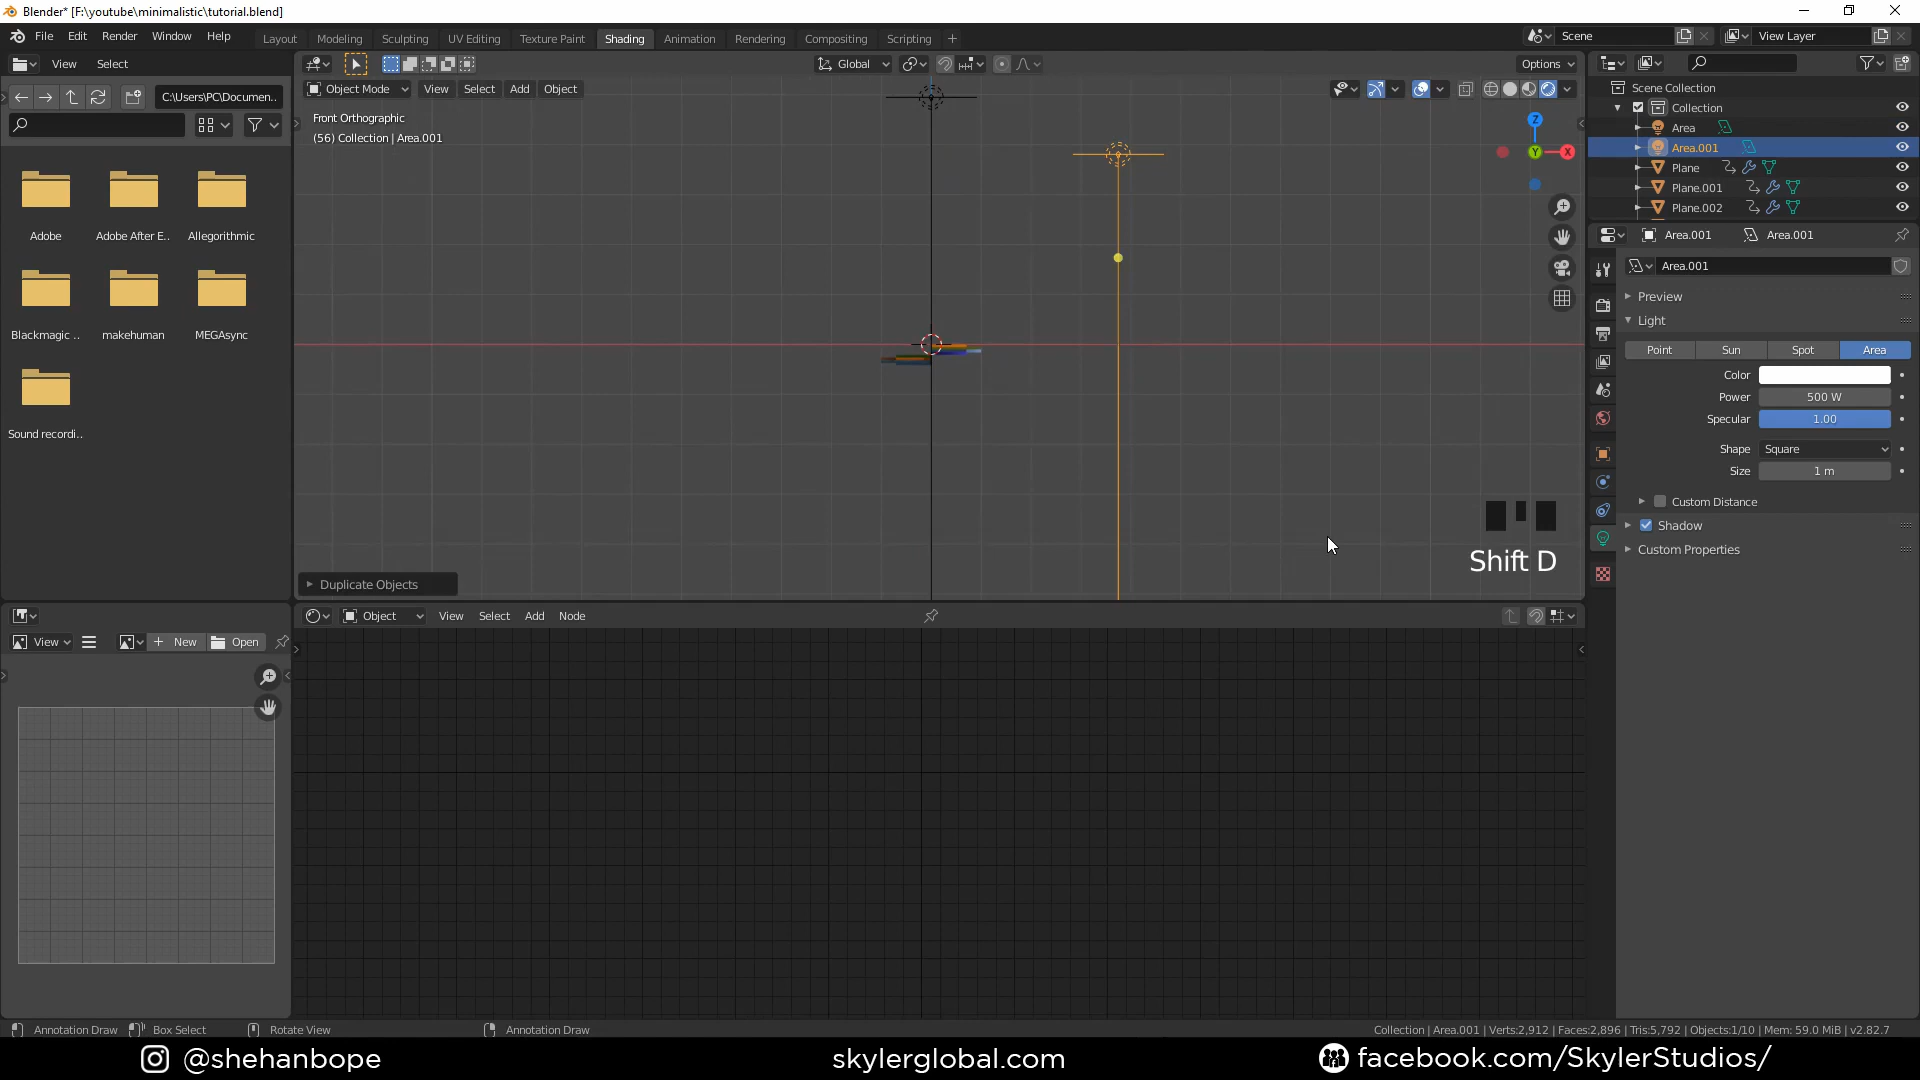 Blender* [F:\youtube\minimalistic\tutorial.blend]
File Edit Render Window Help
Layout Modeling Sculpting UV Editing Texture Paint Shading Animation Rendering Compositing Scripting +
Scene
View Layer
View Select
Global
Options
C:\Users\PC\Documen..
Object Mode View Select Add Object
Front Orthographic
(56) Collection | Area.001
Z
Y
X
Scene Collection
Collection
Area
Area.001
Plane
Plane.001
Plane.002
Adobe
Adobe After E..
Allegorithmic
Blackmagic ..
makehuman
MEGAsync
Sound recordi..
Area.001
Area.001
Area.001
Preview
Light
Point Sun Spot Area
Color
Power 500 W
Specular 1.00
Shape Square
Size 1 m
Custom Distance
Shadow
Custom Properties
Shift D
Duplicate Objects
Object View Select Add Node
View New Open
Annotation Draw Box Select Rotate View Annotation Draw
Collection | Area.001 | Verts:2,912 | Faces:2,896 | Tris:5,792 | Objects:1/10 | Mem: 59.0 MiB | v2.82.7
@shehanbope
skylerglobal.com
facebook.com/SkylerStudios/